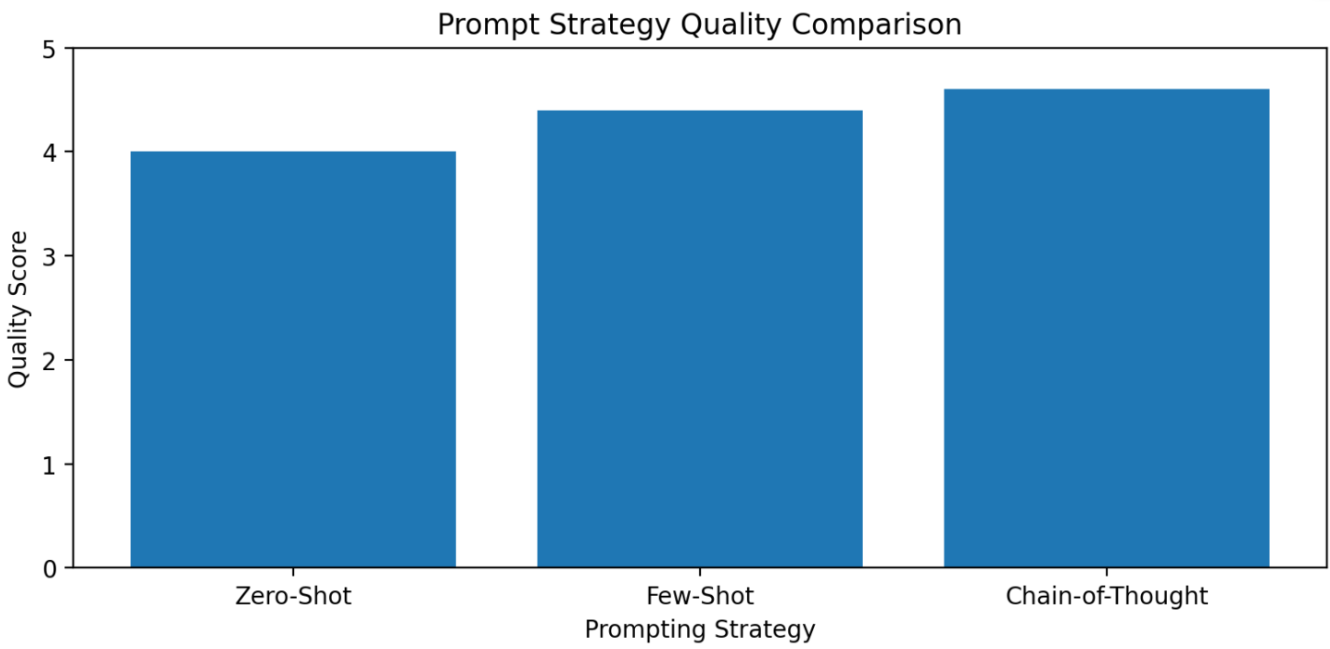 Prompt Strategy Quality Comparison
5
4
3
2
1
0
Quality Score
Zero-Shot
Few-Shot
Chain-of-Thought
Prompting Strategy